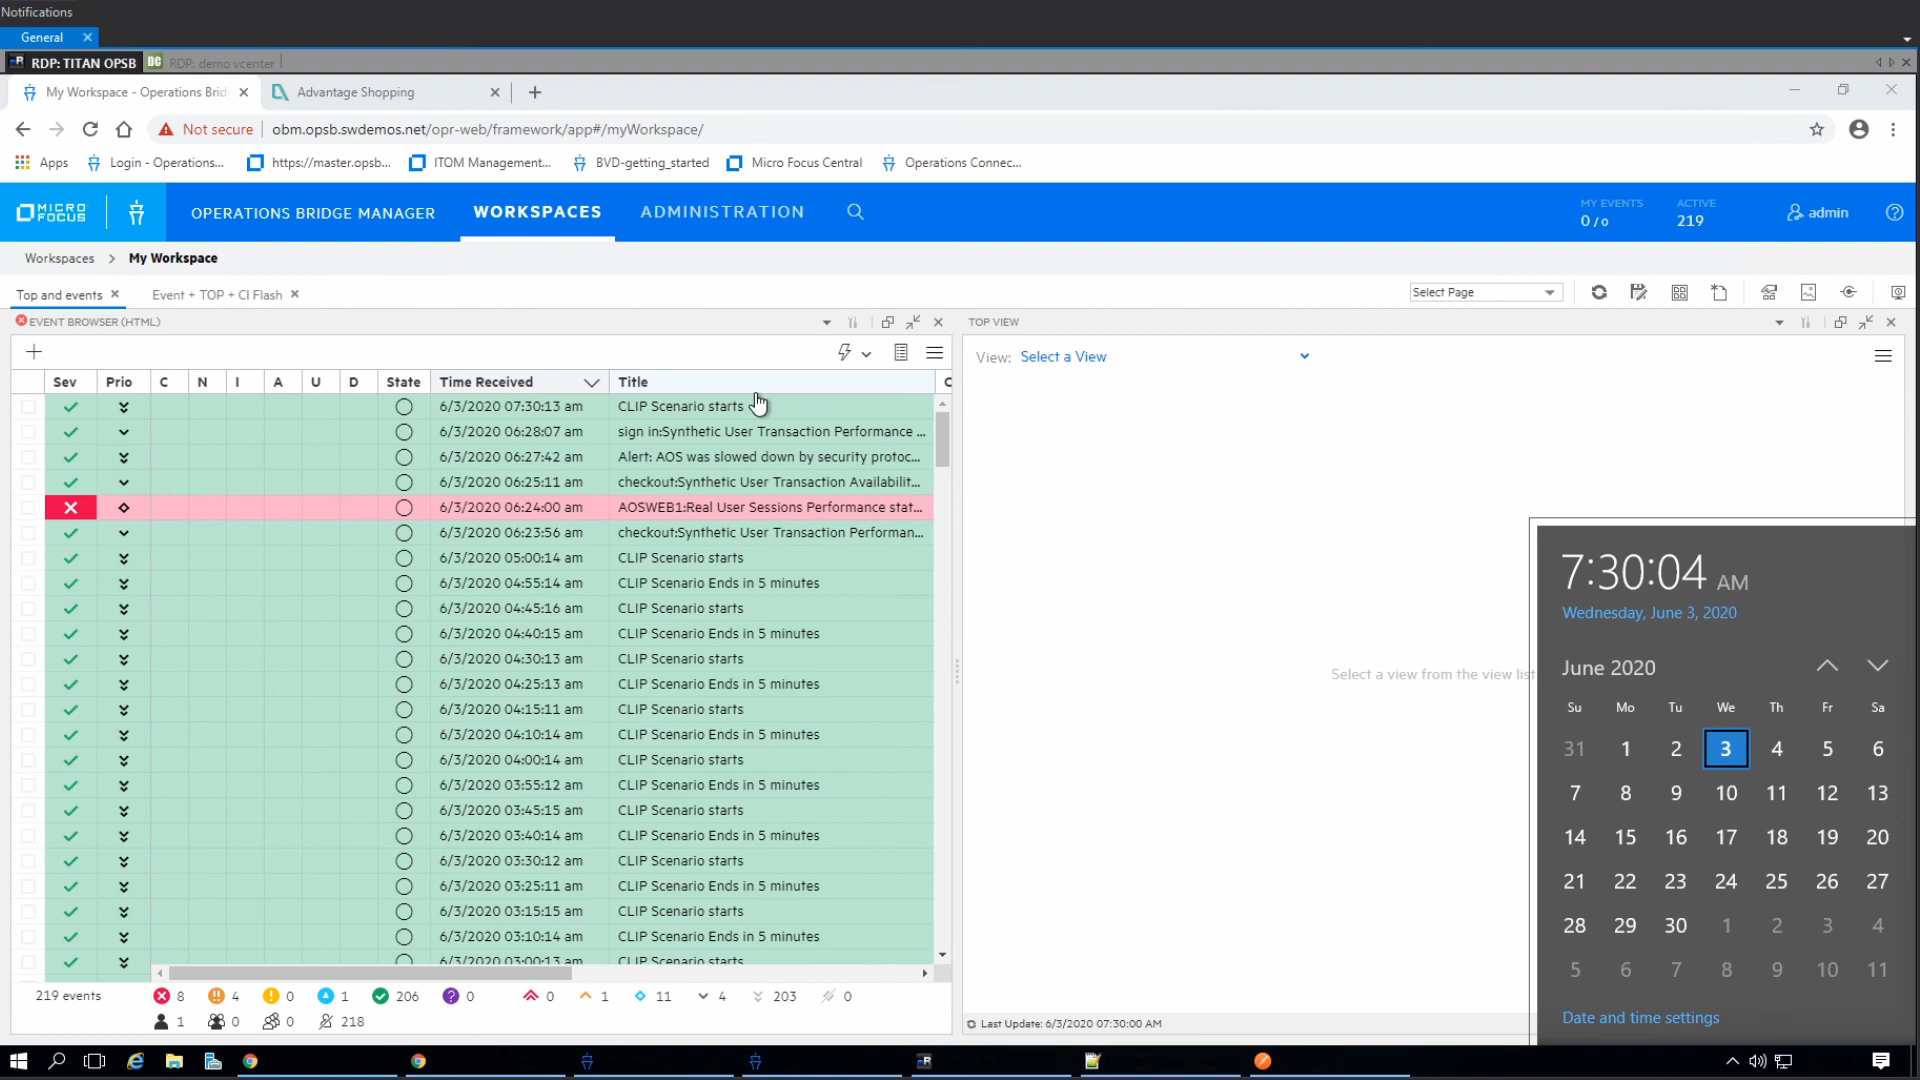 Notifications
General
RDP: TITAN OPSB
DC RDP: demo vcenter
My Workspace - Operations Brid
Advantage Shopping
Not secure
obm.opsb.swdemos.net/opr-web/framework/app#/myWorkspace/
Apps
Login - Operations...
https://master.opsb...
ITOM Management...
BVD-getting_started
Micro Focus Central
Operations Connec...
MICRO FOCUS
OPERATIONS BRIDGE MANAGER
WORKSPACES
ADMINISTRATION
MY EVENTS
0 / 0
ACTIVE
219
admin
Workspaces > My Workspace
Top and events
Event + TOP + CI Flash
Select Page
EVENT BROWSER (HTML)
Sev Prio C N I A U D State Time Received Title C
6/3/2020 07:30:13 am CLIP Scenario starts
6/3/2020 06:28:07 am sign in:Synthetic User Transaction Performance ...
6/3/2020 06:27:42 am Alert: AOS was slowed down by security protoc...
6/3/2020 06:25:11 am checkout:Synthetic User Transaction Availabilit...
6/3/2020 06:24:00 am AOSWEB1:Real User Sessions Performance stat...
6/3/2020 06:23:56 am checkout:Synthetic User Transaction Performan...
6/3/2020 05:00:14 am CLIP Scenario starts
6/3/2020 04:55:14 am CLIP Scenario Ends in 5 minutes
6/3/2020 04:45:16 am CLIP Scenario starts
6/3/2020 04:40:15 am CLIP Scenario Ends in 5 minutes
6/3/2020 04:30:13 am CLIP Scenario starts
6/3/2020 04:25:13 am CLIP Scenario Ends in 5 minutes
6/3/2020 04:15:11 am CLIP Scenario starts
6/3/2020 04:10:14 am CLIP Scenario Ends in 5 minutes
6/3/2020 04:00:14 am CLIP Scenario starts
6/3/2020 03:55:12 am CLIP Scenario Ends in 5 minutes
6/3/2020 03:45:15 am CLIP Scenario starts
6/3/2020 03:40:14 am CLIP Scenario Ends in 5 minutes
6/3/2020 03:30:12 am CLIP Scenario starts
6/3/2020 03:25:11 am CLIP Scenario Ends in 5 minutes
6/3/2020 03:15:15 am CLIP Scenario starts
6/3/2020 03:10:14 am CLIP Scenario Ends in 5 minutes
6/3/2020 03:00:13 am CLIP Scenario starts
219 events 8 4 0 1 206 0 0 1 11 4 203 0
1 0 0 218
TOP VIEW
View: Select a View
Select a view from the view list
Last Update: 6/3/2020 07:30:00 AM
7:30:04 AM
Wednesday, June 3, 2020
June 2020
Su Mo Tu We Th Fr Sa
31 1 2 3 4 5 6
7 8 9 10 11 12 13
14 15 16 17 18 19 20
21 22 23 24 25 26 27
28 29 30 1 2 3 4
5 6 7 8 9 10 11
Date and time settings